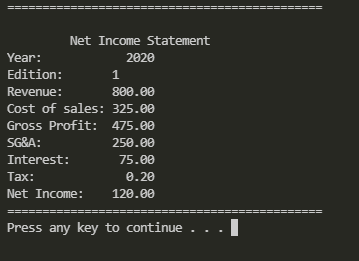 =============================================
Net Income Statement
Year: 2020
Edition: 1
Revenue: 800.00
Cost of sales: 325.00
Gross Profit: 475.00
SG&A: 250.00
Interest: 75.00
Tax: 0.20
Net Income: 120.00
=============================================
Press any key to continue . . .